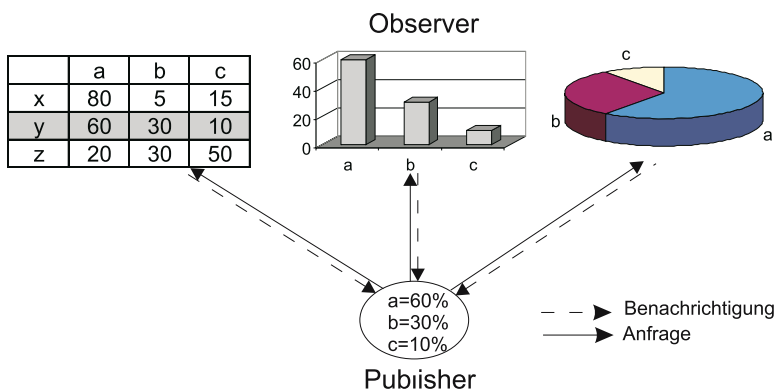 Observer
a b c
x 80 5 15
y 60 30 10
z 20 30 50
60
40
20
0
a b c
c
b
a
a=60%
b=30%
c=10%
Publisher
Benachrichtigung
Anfrage